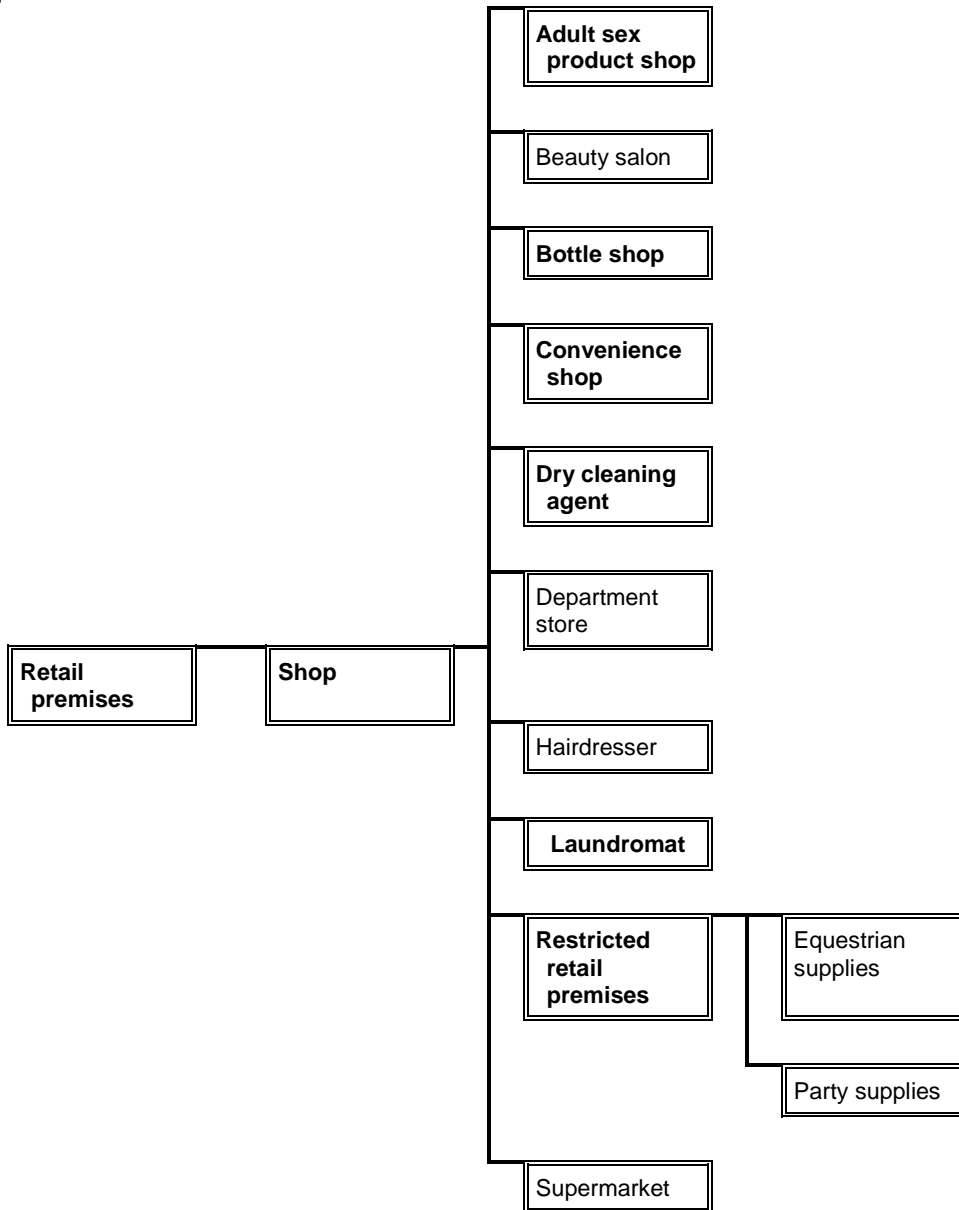 Adult sex
product shop
Beauty salon
Bottle shop
Convenience
shop
Dry cleaning
agent
Department
store
Retail
premises
Shop
Hairdresser
Laundromat
Restricted
retail
premises
Equestrian
supplies
Party supplies
Supermarket